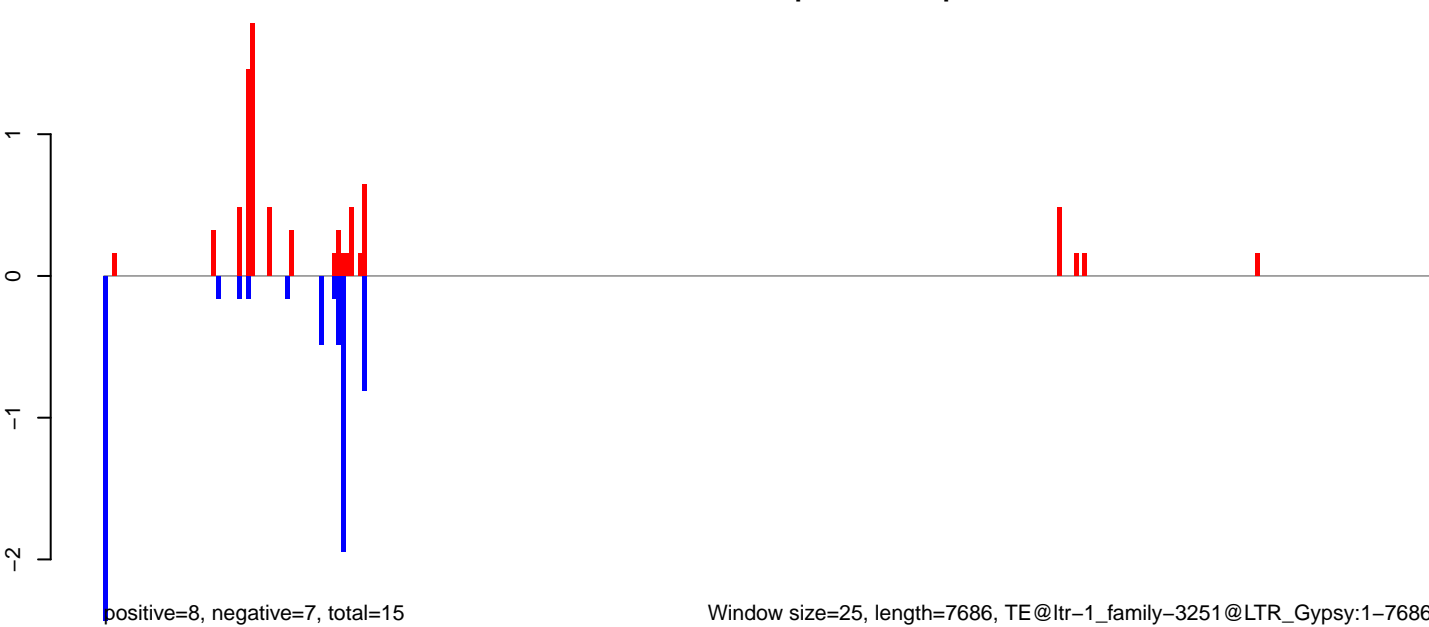 1
0
−1
−2
positive=8, negative=7, total=15
Window size=25, length=7686, TE@ltr−1_family−3251@LTR_Gypsy:1−7686